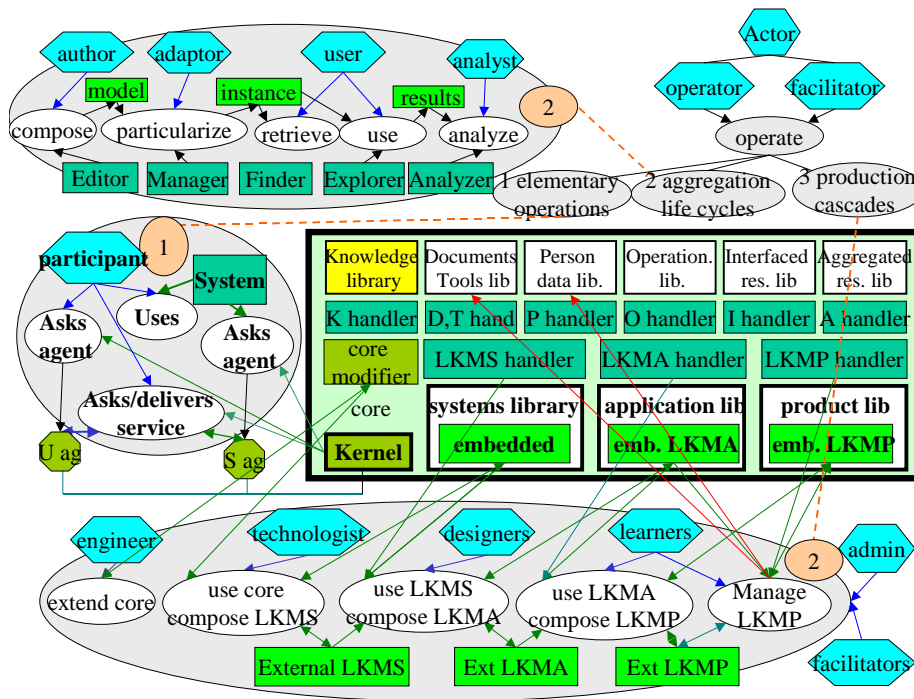 author
adaptor
user
analyst
model
instance
results
compose
particularize
retrieve
use
analyze
2
Editor
Manager
Finder
Explorer
Analyzer
Actor
operator
facilitator
operate
1 elementary
operations
2 aggregation
life cycles
3 production
cascades
participant
1
System
Asks
agent
Uses
Asks
agent
Asks/delivers
service
U ag
S ag
Knowledge
library
Documents
Tools lib
Person
data lib.
Operation.
lib.
Interfaced
res. lib
Aggregated
res. lib
K handler
D,T hand
P handler
O handler
I handler
A handler
core
modifier
LKMS handler
LKMA handler
LKMP handler
core
Kernel
systems library
embedded
application lib
emb. LKMA
product lib
emb. LKMP
engineer
technologist
designers
learners
2
admin
extend core
use core
compose LKMS
use LKMS
compose LKMA
use LKMA
compose LKMP
Manage
LKMP
External LKMS
Ext LKMA
Ext LKMP
facilitators